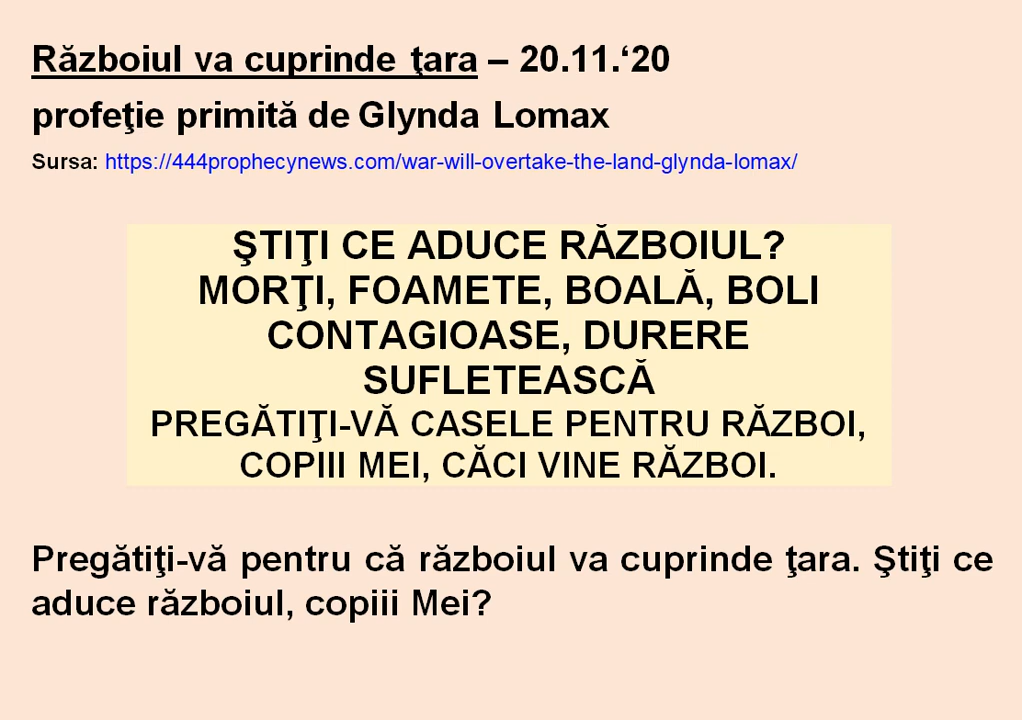 Războiul va cuprinde ţara – 20.11.‘20
profeţie primită de Glynda Lomax
Sursa: https://444prophecynews.com/war-will-overtake-the-land-glynda-lomax/
ŞTIŢI CE ADUCE RĂZBOIUL?
MORŢI, FOAMETE, BOALĂ, BOLI
CONTAGIOASE, DURERE
SUFLETEASCĂ
PREGĂTIŢI-VĂ CASELE PENTRU RĂZBOI,
COPIII MEI, CĂCI VINE RĂZBOI.
Pregătiţi-vă pentru că războiul va cuprinde ţara. Ştiţi ce
aduce războiul, copiii Mei?